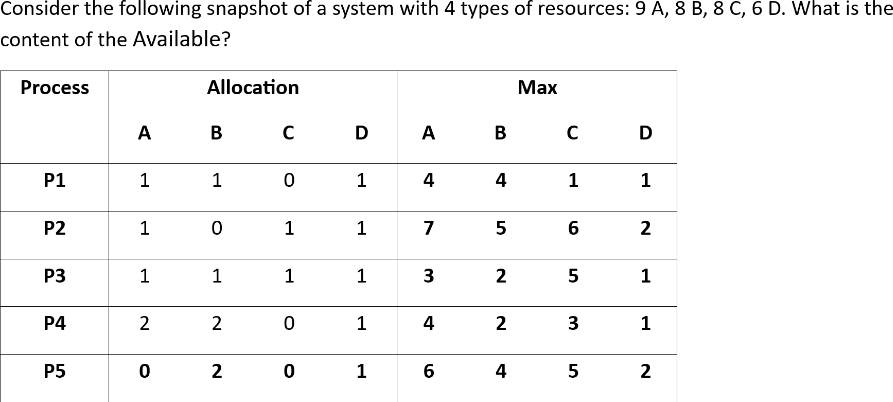 Consider the following snapshot of a system with 4 types of resources: 9 A, 8 B, 8 C, 6 D. What is the
content of the Available?
Process Allocation Max
A B C D A B C D
P1 1 1 0 1 4 4 1 1
P2 1 0 1 1 7 5 6 2
P3 1 1 1 1 3 2 5 1
P4 2 2 0 1 4 2 3 1
P5 0 2 0 1 6 4 5 2